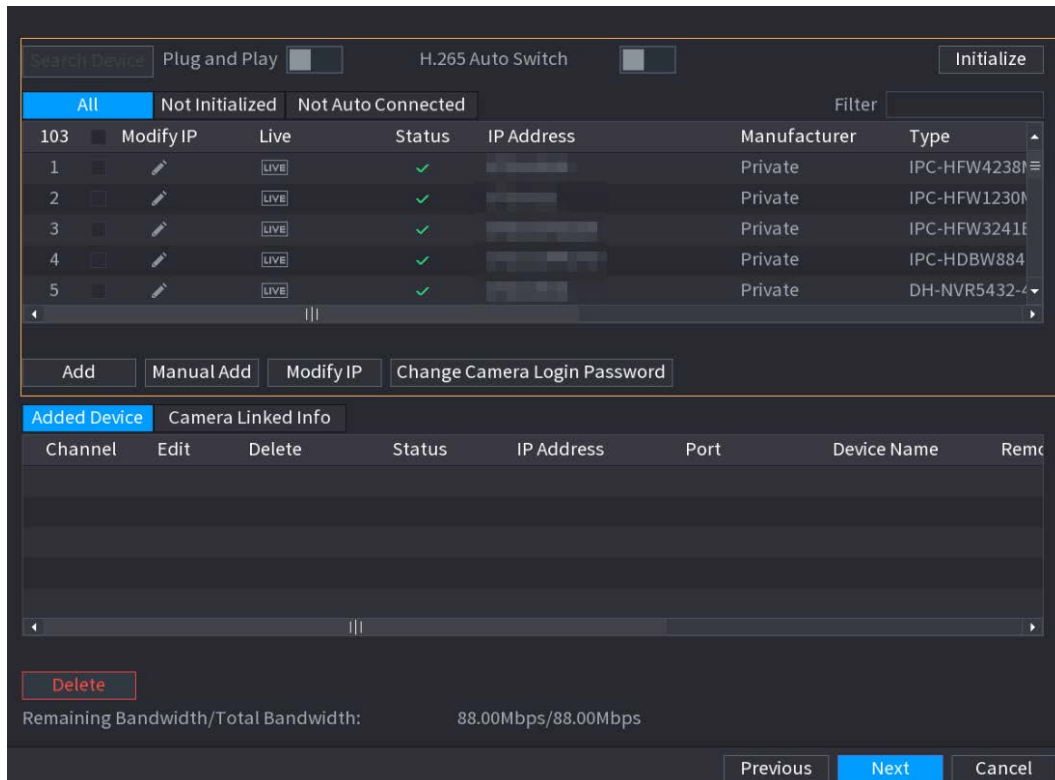 Search Device Plug and Play H.265 Auto Switch Initialize
All Not Initialized Not Auto Connected Filter
103 Modify IP Live Status IP Address Manufacturer Type
1 LIVE Private IPC-HFW4238
2 LIVE Private IPC-HFW1230
3 LIVE Private IPC-HFW3241
4 LIVE Private IPC-HDBW884
5 LIVE Private DH-NVR5432-
Add Manual Add Modify IP Change Camera Login Password
Added Device Camera Linked Info
Channel Edit Delete Status IP Address Port Device Name Remo
Delete
Remaining Bandwidth/Total Bandwidth: 88.00Mbps/88.00Mbps
Previous Next Cancel